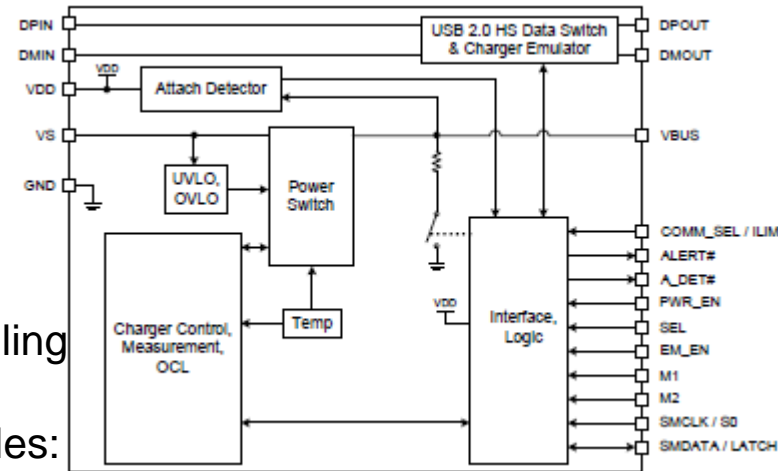 DPIN
DMIN
VDD
VS
GND
VDD
Attach Detector
USB 2.0 HS Data Switch
& Charger Emulator
UVLO,
OVLO
Power
Switch
Temp
Charger Control,
Measurement,
OCL
VDD
Interface,
Logic
DPOUT
DMOUT
VBUS
COMM_SEL / ILIM
ALERT#
A_DET#
PWR_EN
SEL
EM_EN
M1
M2
SMCLK / S0
SMDATA / LATCH
ling
les: